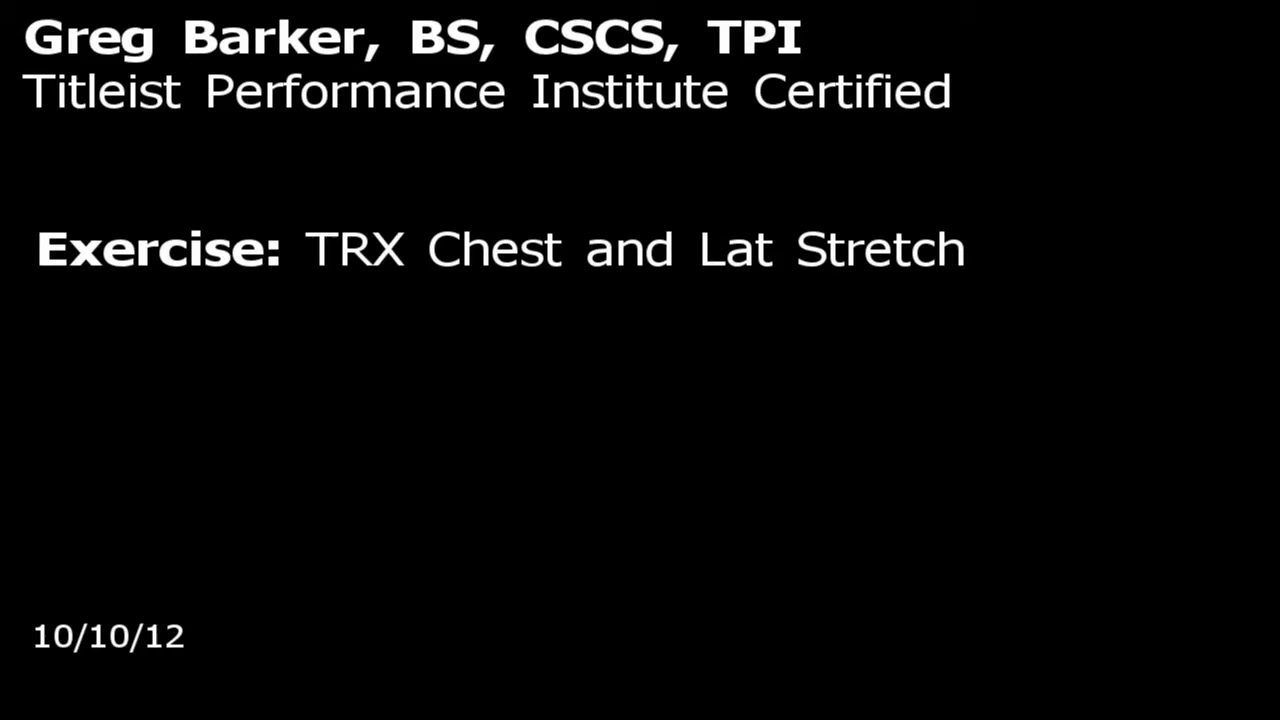 Greg Barker, BS, CSCS, TPI
Titleist Performance Institute Certified
Exercise: TRX Chest and Lat Stretch
10/10/12